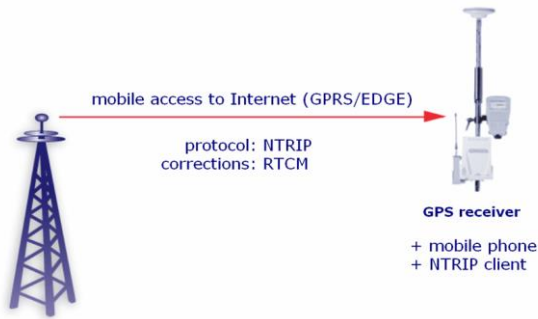 mobile access to Internet (GPRS/EDGE)
protocol: NTRIP
corrections: RTCM
GPS receiver
+ mobile phone
+ NTRIP client